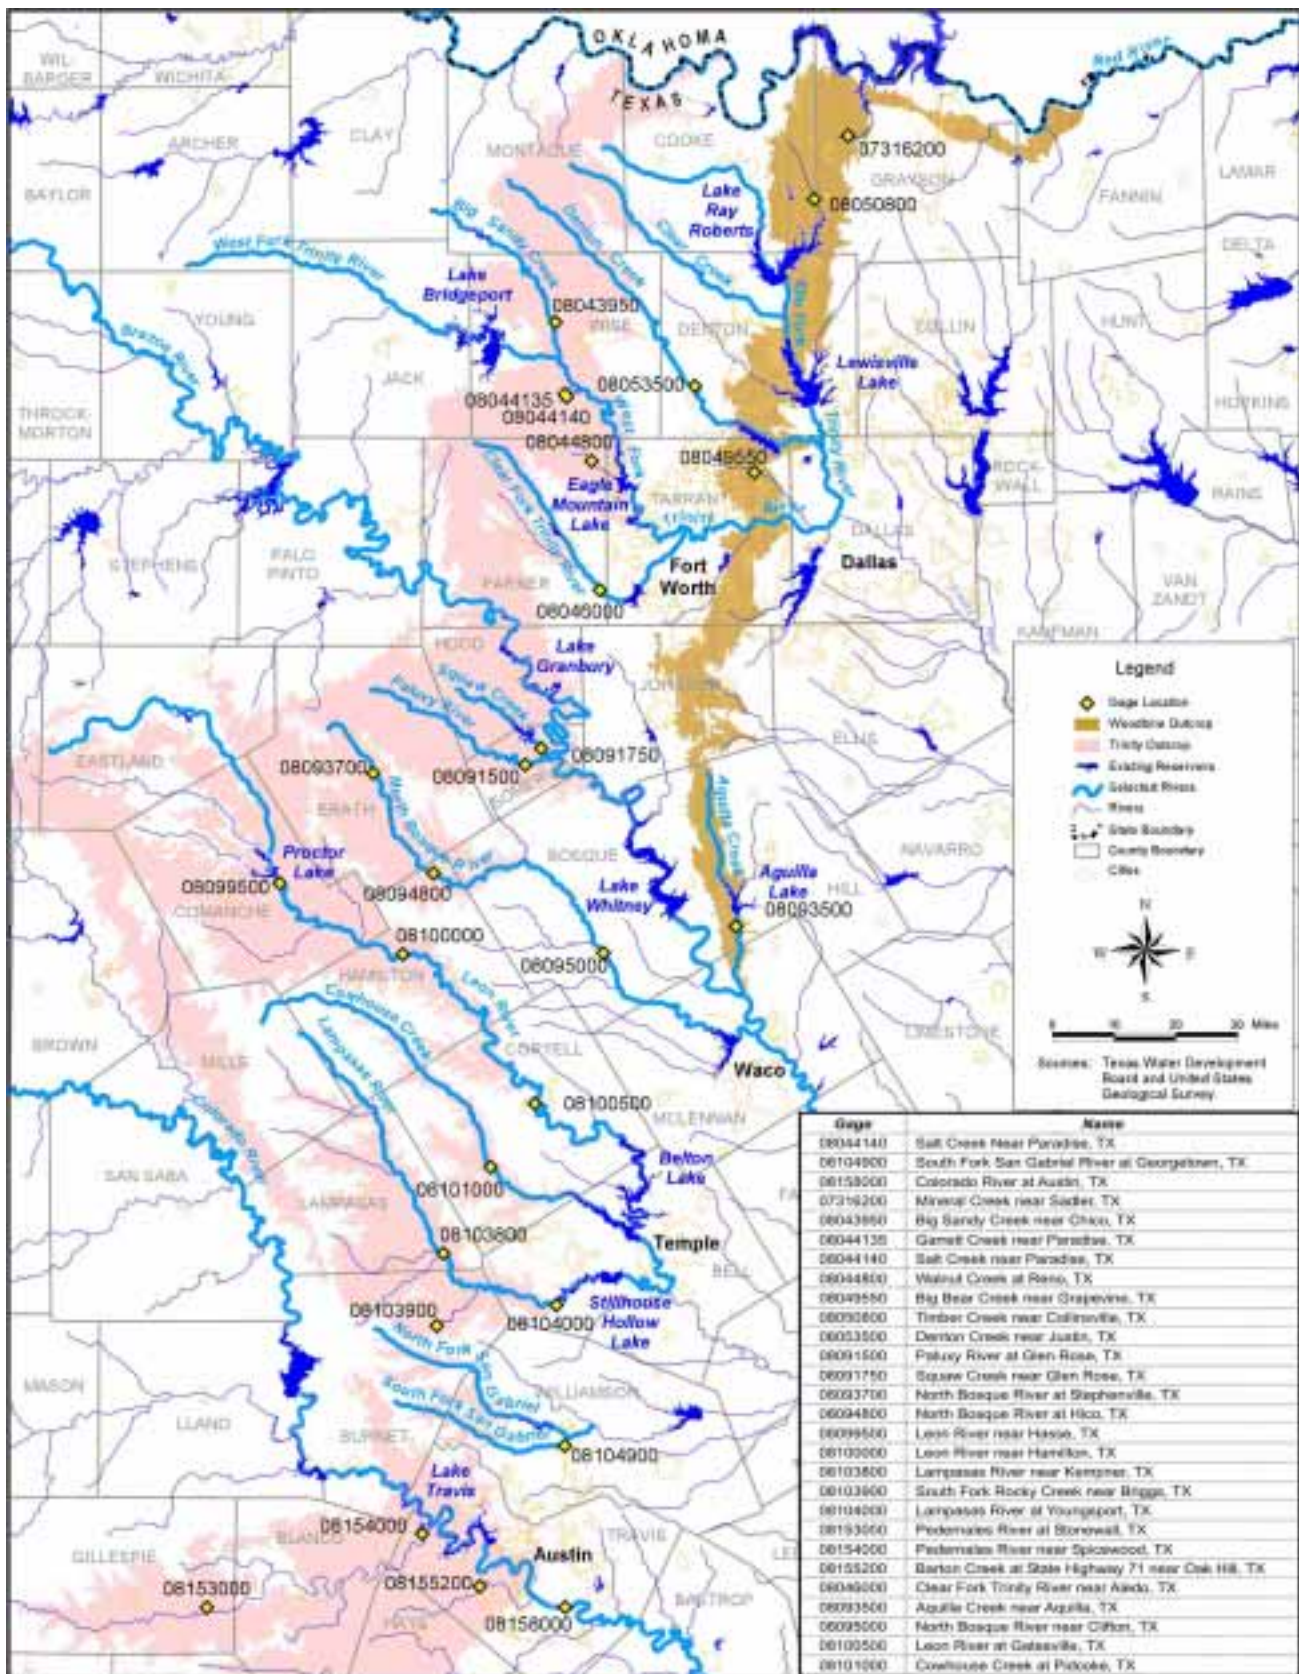 OKLAHOMA
TEXAS
Red River
WIL-
BARGER
WICHITA
ARCHER
CLAY
MONTAGUE
COOKE
07316200
GRAYSON
FANNIN
LAMAR
BAYLOR
Lake
Ray
Roberts
08050800
DELTA
Big Sandy Creek
Denton Creek
Clear Creek
West Fork Trinity River
Lake
Bridgeport
08043950
WISE
DENTON
Elm Fork
COLLIN
HUNT
YOUNG
Brazos River
JACK
08053500
Lewisville
Lake
THROCK-
MORTON
08044135
08044140
West Fork
HOPKINS
08044800
08049550
Trinity River
ROCK-
WALL
RAINS
Clear Fork Trinity River
Eagle
Mountain
Lake
TARRANT
Trinity River
DALLAS
STEPHENS
PALO
PINTO
PARKER
Fort
Worth
Dallas
VAN
ZANDT
08046000
KAUFMAN
HOOD
Lake
Granbury
JOHNSON
Squaw Creek
Paluxy River
ELLIS
EASTLAND
08093700
08091500
08091750
ERATH
North Bosque River
Aquilla Creek
BOSQUE
NAVARRO
Proctor
Lake
08099500
08094800
Lake
Whitney
Aquilla
Lake
HILL
08093500
COMANCHE
08100000
08095000
HAMILTON
Leon River
Cowhouse Creek
LIMESTONE
BROWN
MILLS
Lampasas River
CORYELL
Waco
08100500
MCLENNAN
Colorado River
SAN SABA
Belton
Lake
08101000
LAMPASAS
08103800
Temple
BELL
08103900
08104000
Stillhouse
Hollow
Lake
North Fork San Gabriel
MASON
LLANO
South Fork San Gabriel
WILLIAMSON
BURNET
08104900
Lake
Travis
08154000
BLANCO
TRAVIS
Austin
GILLESPIE
08153000
08155200
HAYS
08158000
BASTROP
Legend
Gage Location
Woodbine Outcrop
Trinity Outcrop
Existing Reservoirs
Selected Rivers
Rivers
State Boundary
County Boundary
Cities
N
W E
S
0 10 20 30 Miles
Sources: Texas Water Development
Board and United States
Geological Survey
Gage Name
08044140 Salt Creek Near Paradise, TX
08104900 South Fork San Gabriel River at Georgetown, TX
08158000 Colorado River at Austin, TX
07316200 Mineral Creek near Sadler, TX
08043950 Big Sandy Creek near Chico, TX
08044135 Garrett Creek near Paradise, TX
08044140 Salt Creek near Paradise, TX
08044800 Walnut Creek at Reno, TX
08049550 Big Bear Creek near Grapevine, TX
08050800 Timber Creek near Collinsville, TX
08053500 Denton Creek near Justin, TX
08091500 Paluxy River at Glen Rose, TX
08091750 Squaw Creek near Glen Rose, TX
08093700 North Bosque River at Stephenville, TX
08094800 North Bosque River at Hico, TX
08099500 Leon River near Hasse, TX
08100000 Leon River near Hamilton, TX
08103800 Lampasas River near Kempner, TX
08103900 South Fork Rocky Creek near Briggs, TX
08104000 Lampasas River at Youngsport, TX
08153000 Pedernales River at Stonewall, TX
08154000 Pedernales River near Spicewood, TX
08155200 Barton Creek at State Highway 71 near Oak Hill, TX
08046000 Clear Fork Trinity River near Aledo, TX
08093500 Aquilla Creek near Aquilla, TX
08095000 North Bosque River near Clifton, TX
08100500 Leon River at Gatesville, TX
08101000 Cowhouse Creek at Pidcoke, TX